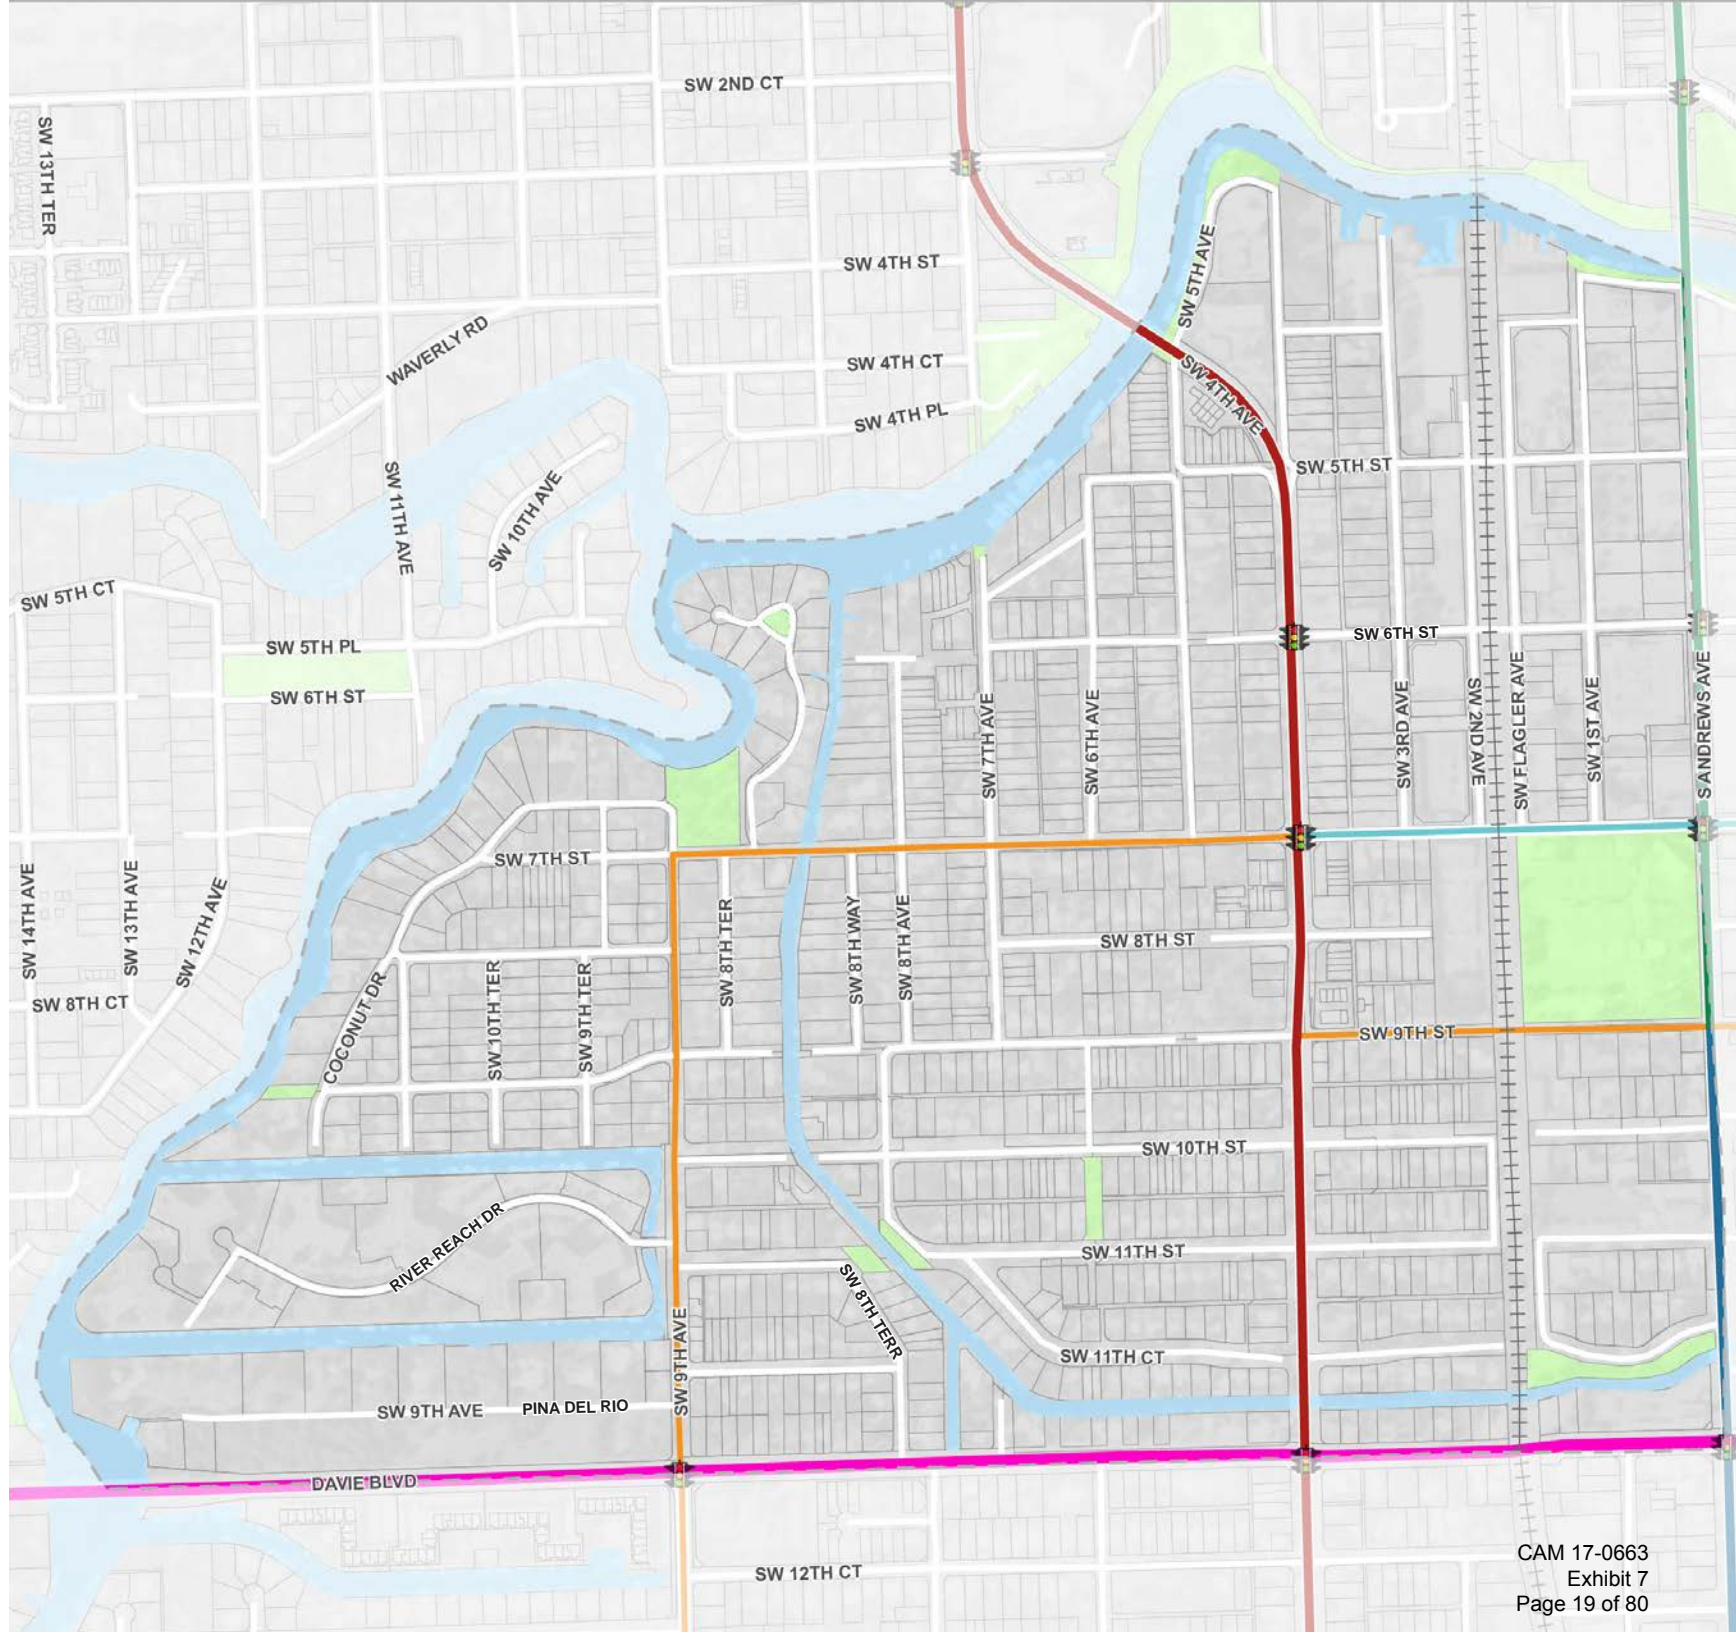 SW 2ND CT
SW 13TH TER
SW 4TH ST
SW 5TH AVE
WAVERLY RD
SW 4TH CT
SW 4TH AVE
SW 4TH PL
SW 5TH ST
SW 11TH AVE
SW 10TH AVE
SW 5TH CT
SW 5TH PL
SW 6TH ST
SW 6TH ST
SW 7TH AVE
SW 6TH AVE
SW 3RD AVE
SW 2ND AVE
SW FLAGLER AVE
SW 1ST AVE
S ANDREWS AVE
SW 7TH ST
SW 14TH AVE
SW 13TH AVE
SW 12TH AVE
SW 8TH TER
SW 8TH WAY
SW 8TH AVE
SW 8TH ST
SW 8TH CT
COCONUT DR
SW 10TH TER
SW 9TH TER
SW 9TH ST
SW 10TH ST
RIVER REACH DR
SW 11TH ST
SW 8TH TERR
SW 9TH AVE
SW 11TH CT
SW 9TH AVE
PINA DEL RIO
DAVIE BLVD
SW 12TH CT
CAM 17-0663
Exhibit 7
Page 19 of 80